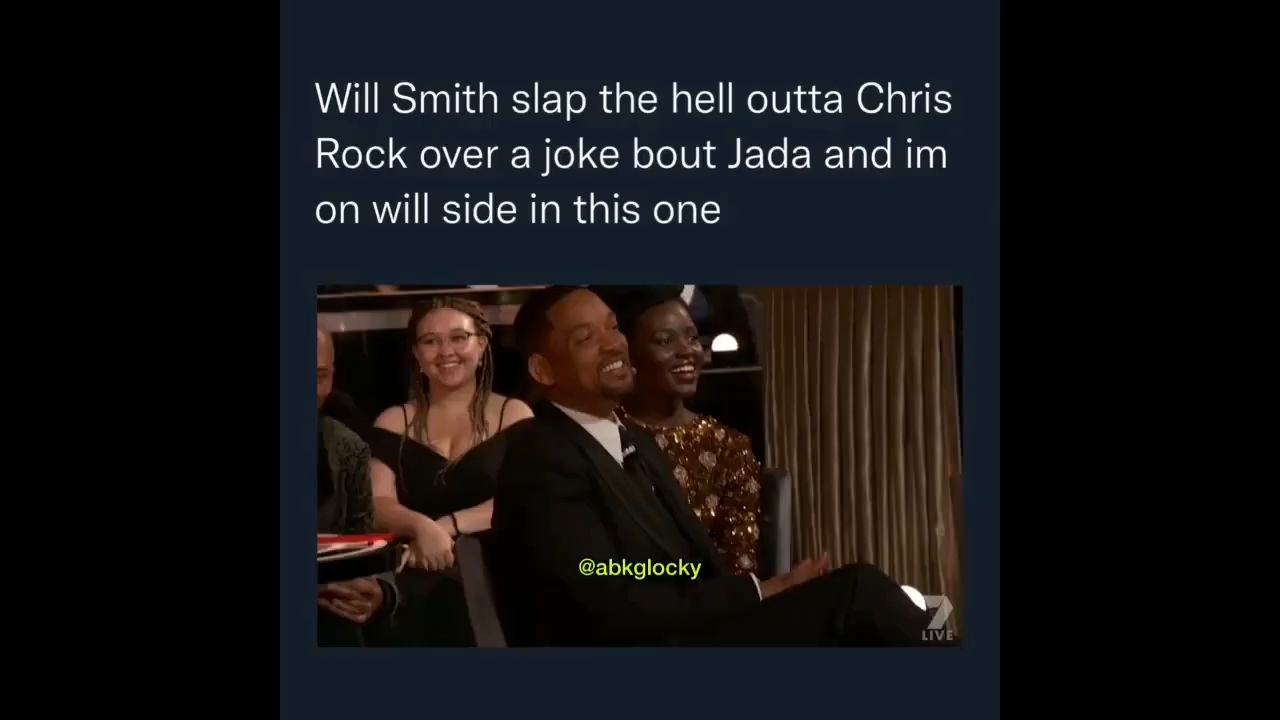 Will Smith slap the hell outta Chris
Rock over a joke bout Jada and im
on will side in this one
@abkglocky
7
LIVE